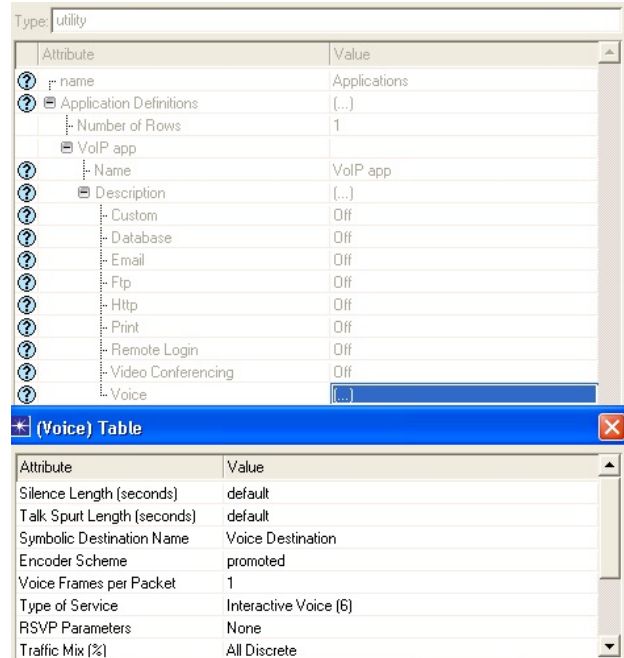 Type: utility
Attribute Value
name Applications
Application Definitions (...)
Number of Rows 1
VoIP app
Name VoIP app
Description (...)
Custom Off
Database Off
Email Off
Ftp Off
Http Off
Print Off
Remote Login Off
Video Conferencing Off
Voice (...)
(Voice) Table
Attribute Value
Silence Length (seconds) default
Talk Spurt Length (seconds) default
Symbolic Destination Name Voice Destination
Encoder Scheme promoted
Voice Frames per Packet 1
Type of Service Interactive Voice (6)
RSVP Parameters None
Traffic Mix (%) All Discrete